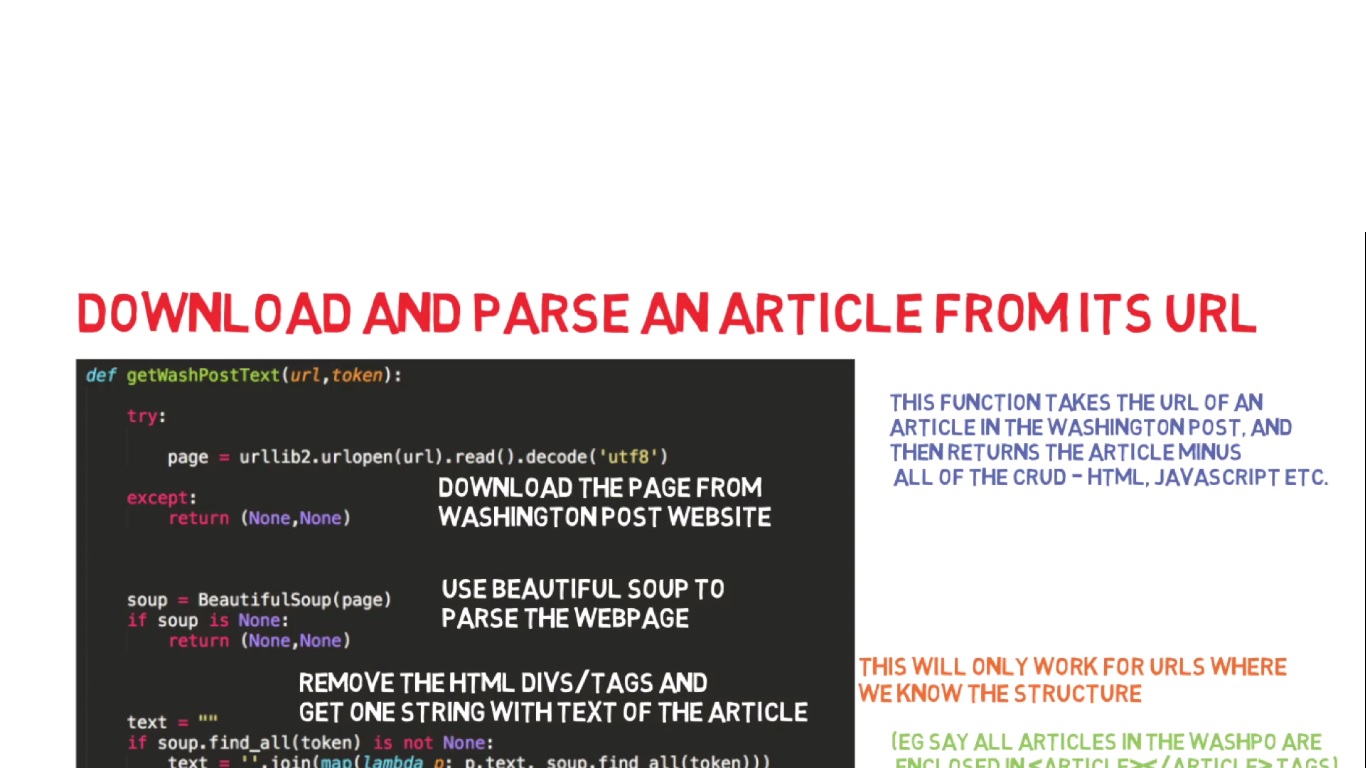 DOWNLOAD AND PARSE AN ARTICLE FROM ITS URL
def getWashPostText(url,token):
try:
page = urllib2.urlopen(url).read().decode('utf8')
except:
return (None,None)
DOWNLOAD THE PAGE FROM
WASHINGTON POST WEBSITE
soup = BeautifulSoup(page)
if soup is None:
return (None,None)
USE BEAUTIFUL SOUP TO
PARSE THE WEBPAGE
REMOVE THE HTML DIVS/TAGS AND
GET ONE STRING WITH TEXT OF THE ARTICLE
text = ""
if soup.find_all(token) is not None:
text = ''.join(map(lambda p: p.text, soup.find_all(token)))
THIS FUNCTION TAKES THE URL OF AN
ARTICLE IN THE WASHINGTON POST, AND
THEN RETURNS THE ARTICLE MINUS
ALL OF THE CRUD - HTML, JAVASCRIPT ETC.
THIS WILL ONLY WORK FOR URLS WHERE
WE KNOW THE STRUCTURE
(EG SAY ALL ARTICLES IN THE WASHPO ARE
ENCLOSED IN <ARTICLE></ARTICLE> TAGS)